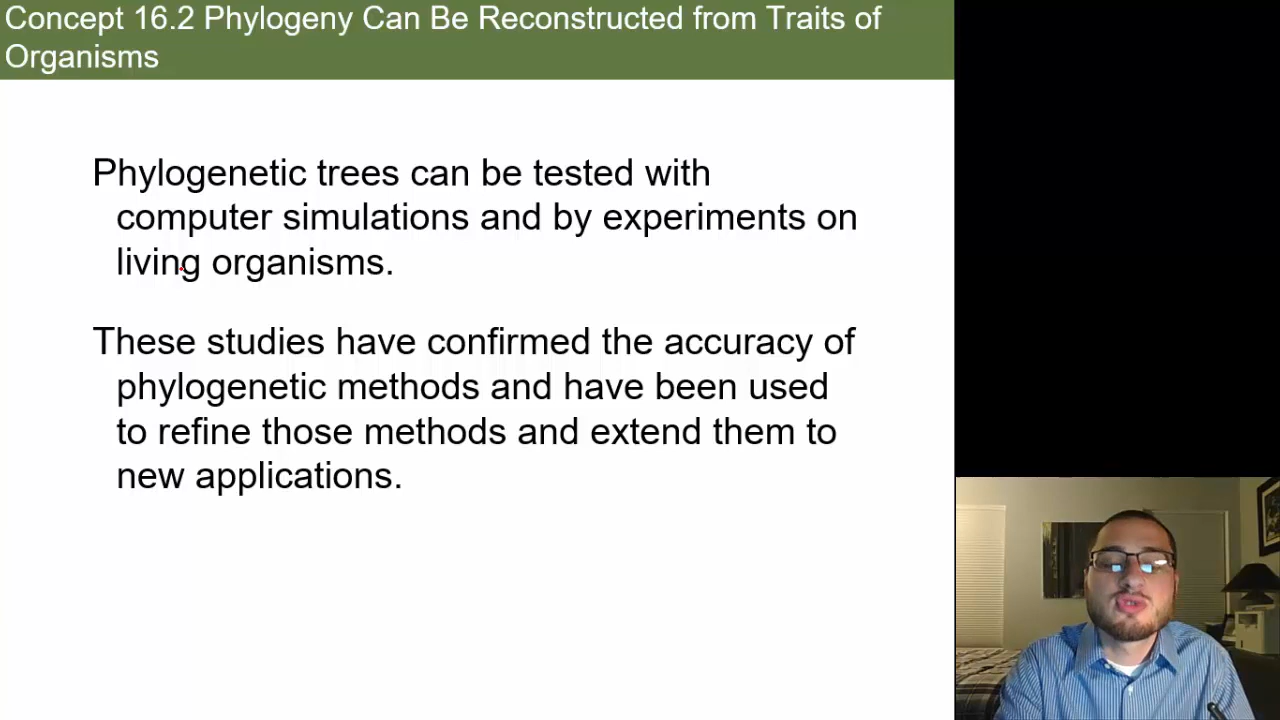 Concept 16.2 Phylogeny Can Be Reconstructed from Traits of
Organisms
Phylogenetic trees can be tested with
computer simulations and by experiments on
living organisms.
These studies have confirmed the accuracy of
phylogenetic methods and have been used
to refine those methods and extend them to
new applications.